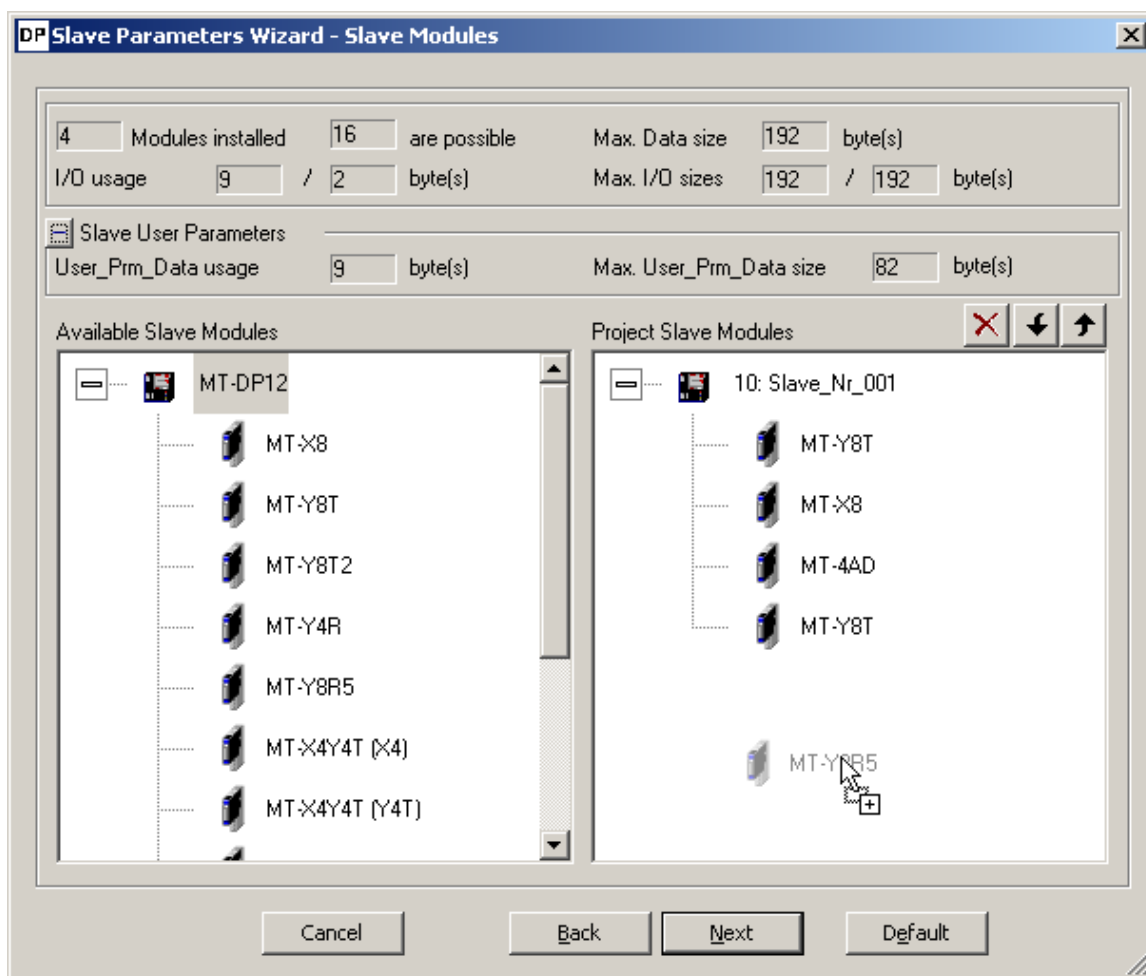 DP Slave Parameters Wizard - Slave Modules
4 Modules installed 16 are possible Max. Data size 192 byte(s)
I/O usage 9 / 2 byte(s) Max. I/O sizes 192 / 192 byte(s)
Slave User Parameters
User_Prm_Data usage 9 byte(s) Max. User_Prm_Data size 82 byte(s)
Available Slave Modules
MT-DP12
MT-X8
MT-Y8T
MT-Y8T2
MT-Y4R
MT-Y8R5
MT-X4Y4T (X4)
MT-X4Y4T (Y4T)
Project Slave Modules
10: Slave_Nr_001
MT-Y8T
MT-X8
MT-4AD
MT-Y8T
MT-Y8R5
Cancel Back Next Default